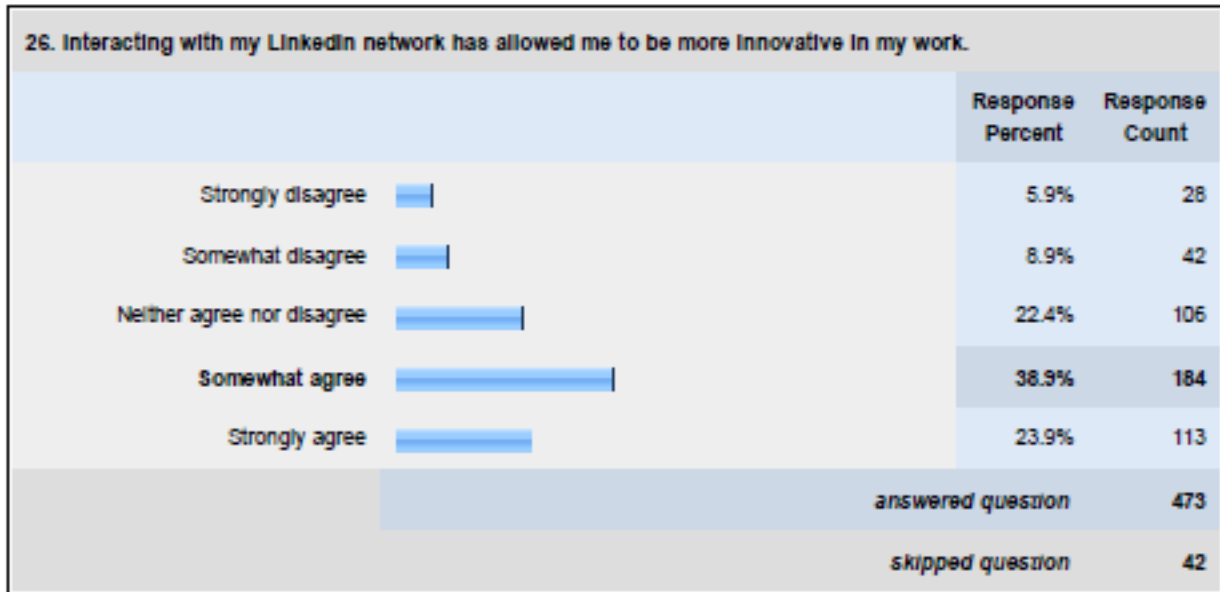 26. Interacting with my LinkedIn network has allowed me to be more innovative in my work.
Response Percent
Response Count
Strongly disagree 5.9% 28
Somewhat disagree 8.9% 42
Neither agree nor disagree 22.4% 106
Somewhat agree 38.9% 184
Strongly agree 23.9% 113
answered question 473
skipped question 42